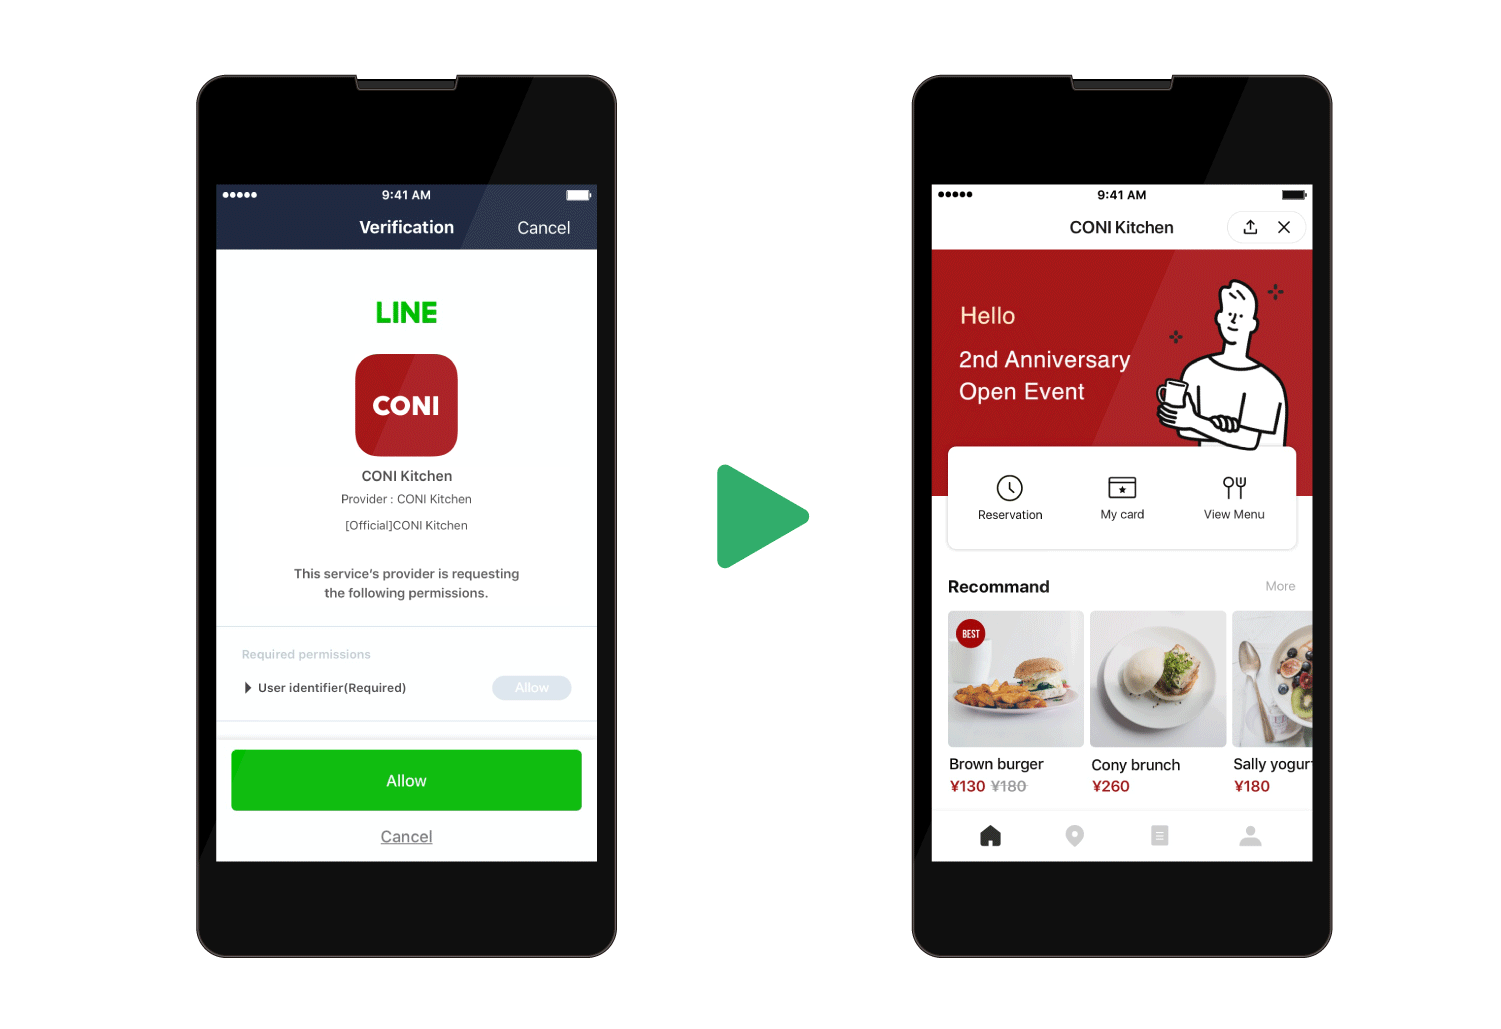 9:41 AM
Verification
Cancel
LINE
CONI
CONI Kitchen
Provider : CONI Kitchen
[Official]CONI Kitchen
This service's provider is requesting
the following permissions.
Required permissions
User identifier(Required)
Allow
Allow
Cancel
9:41 AM
CONI Kitchen
Hello
2nd Anniversary
Open Event
Reservation
My card
View Menu
Recommand
More
BEST
Brown burger
¥130 ¥180
Cony brunch
¥260
Sally yogurt
¥180